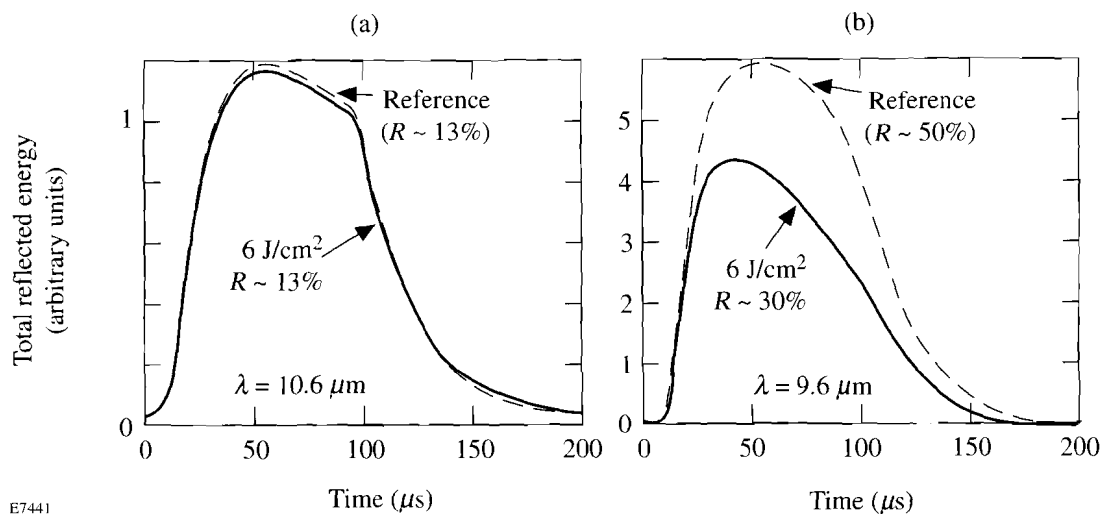 (a)
Total reflected energy
(arbitrary units)
1
0
Reference
(R ~ 13%)
6 J/cm²
R ~ 13%
λ = 10.6 μm
0 50 100 150 200
Time (μs)
(b)
5
4
3
2
1
0
Reference
(R ~ 50%)
6 J/cm²
R ~ 30%
λ = 9.6 μm
0 50 100 150 200
Time (μs)
E7441